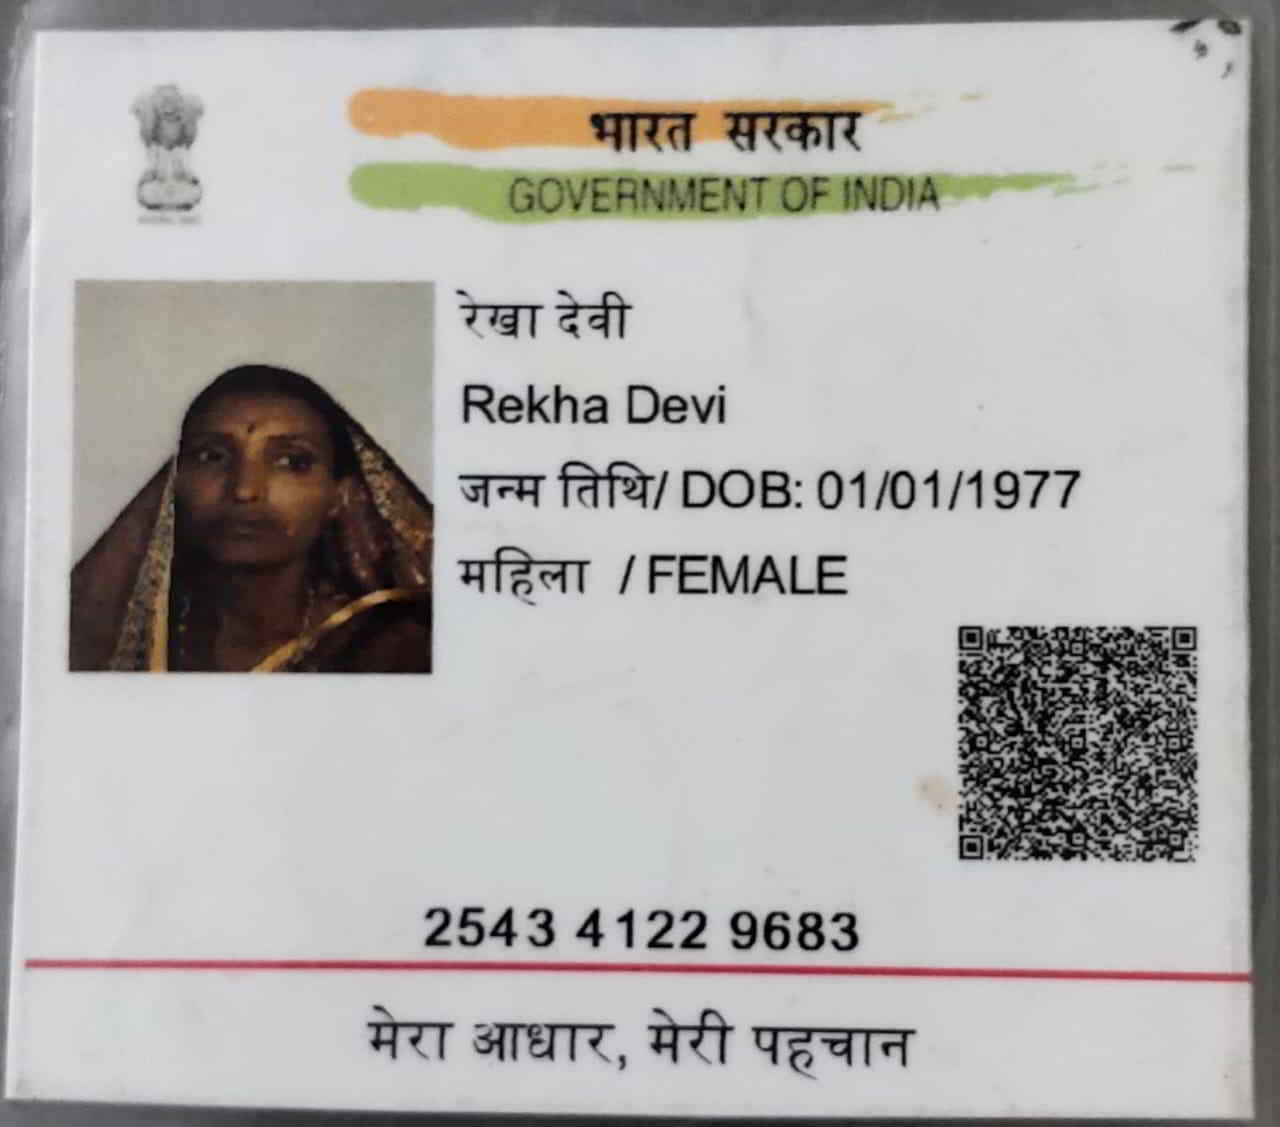 भारत सरकार
GOVERNMENT OF INDIA
रेखा देवी
Rekha Devi
जन्म तिथि/ DOB: 01/01/1977
महिला / FEMALE
2543 4122 9683
मेरा आधार, मेरी पहचान